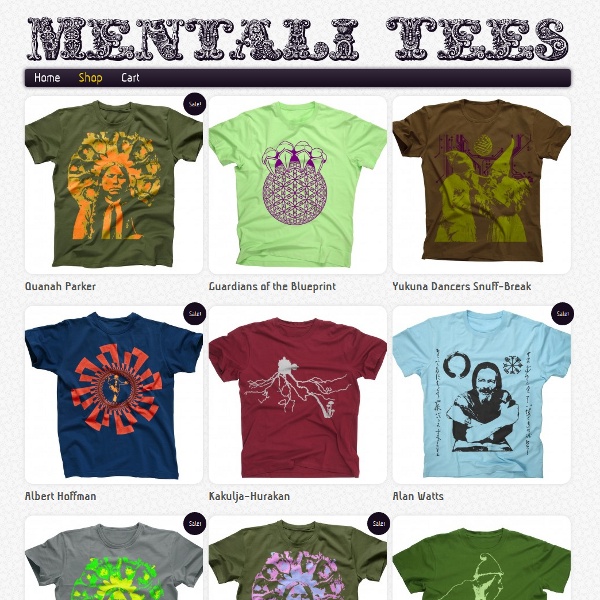 MENTALI TEES
Home Shop Cart
Sale!
Quanah Parker Guardians of the Blueprint Yukuna Dancers Snuff-Break
Sale! Sale!
Albert Hoffman Kakulja-Hurakan Alan Watts
Sale! Sale!